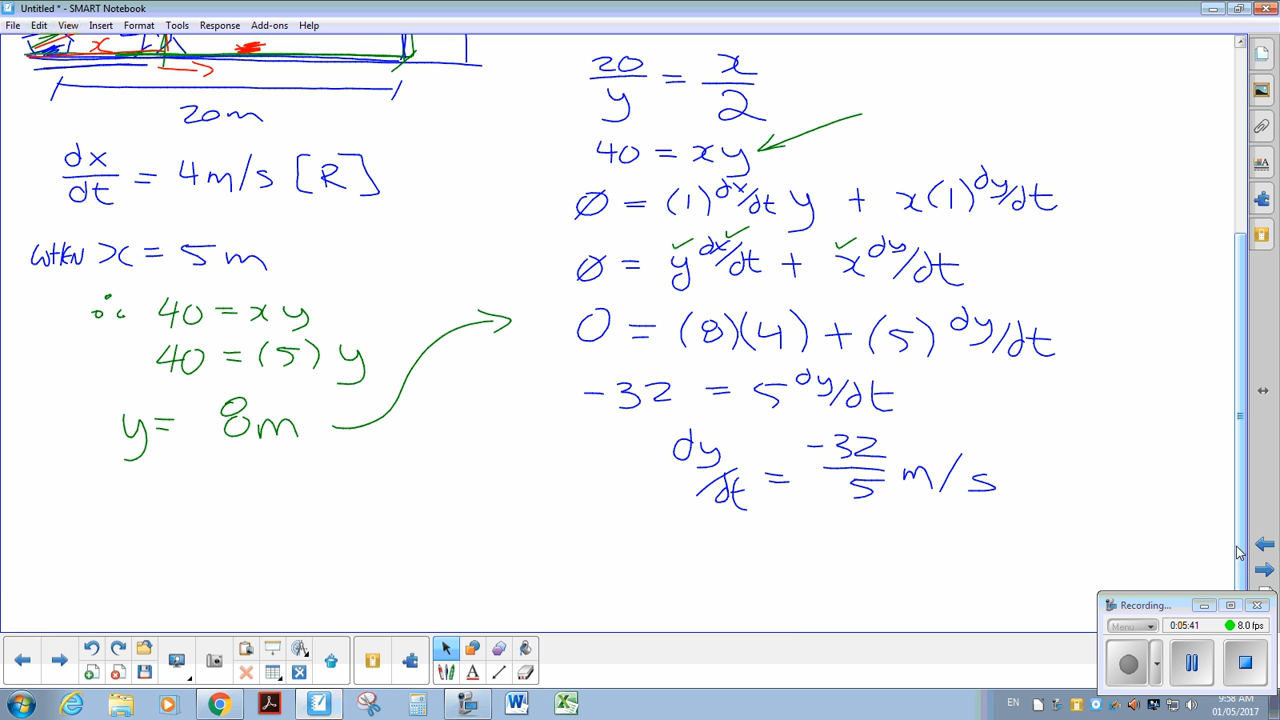 Untitled * - SMART Notebook
File Edit View Insert Format Tools Response Add-ons Help
x
20m
dx/dt = 4m/s [R]
when x = 5m
∴ 40 = xy
40 = (5) y
y = 8m
20/y = x/2
40 = xy
0 = (1) dx/dt y + x(1) dy/dt
0 = y dx/dt + x dy/dt
0 = (8)(4) + (5) dy/dt
-32 = 5 dy/dt
dy/dt = -32/5 m/s
Recording...
Menu
0:05:41
8.0 fps
EN
9:58 AM
01/05/2017